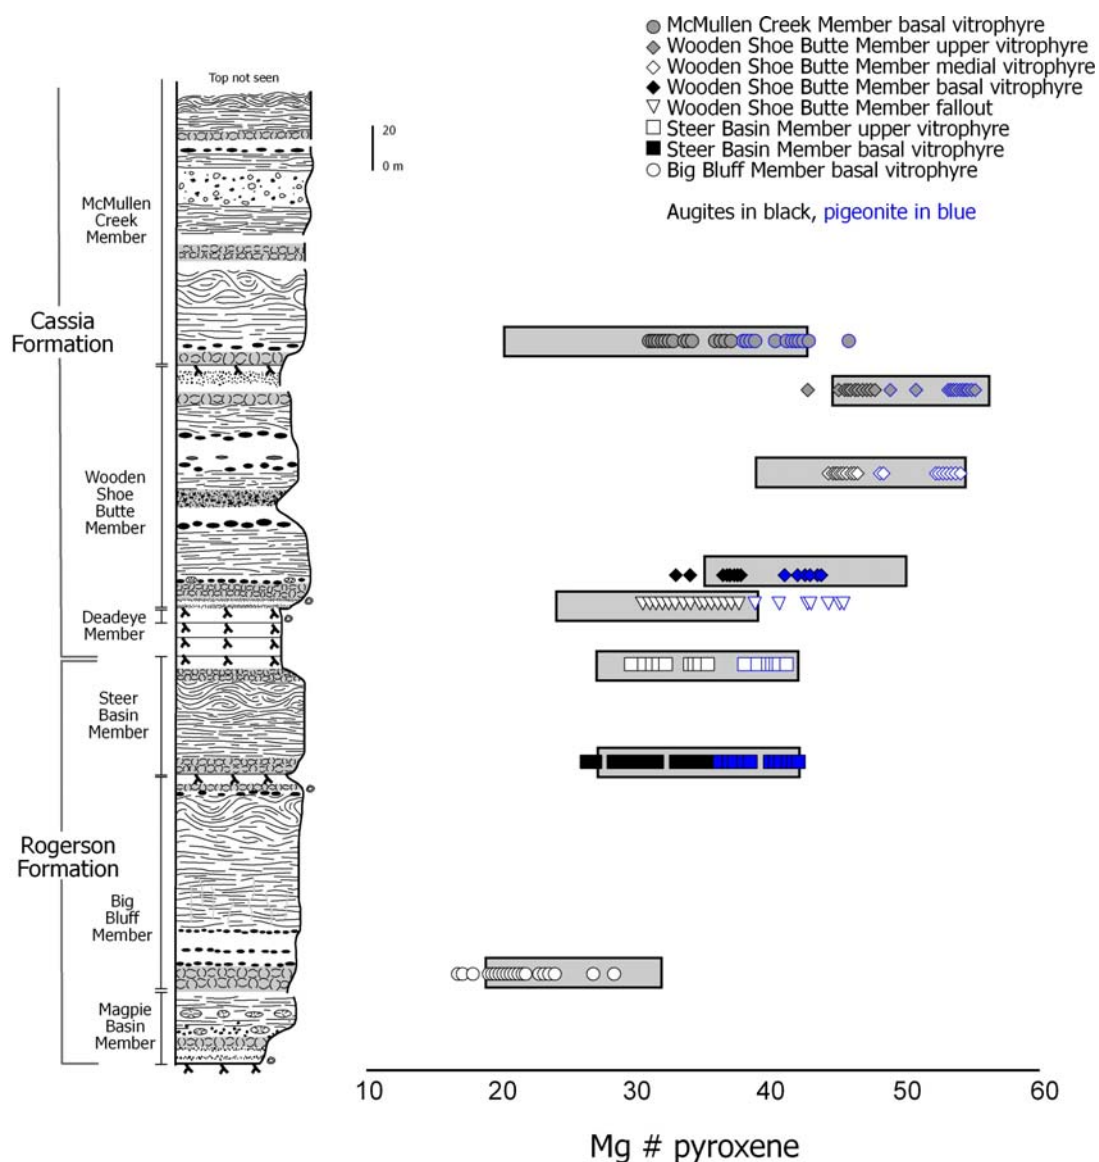 McMullen Creek Member basal vitrophyre
Wooden Shoe Butte Member upper vitrophyre
Wooden Shoe Butte Member medial vitrophyre
Wooden Shoe Butte Member basal vitrophyre
Wooden Shoe Butte Member fallout
Steer Basin Member upper vitrophyre
Steer Basin Member basal vitrophyre
Big Bluff Member basal vitrophyre
Augites in black, pigeonite in blue
Top not seen
20
0 m
McMullen
Creek
Member
Cassia
Formation
Wooden
Shoe
Butte
Member
Deadeye
Member
Steer
Basin
Member
Rogerson
Formation
Big
Bluff
Member
Magpie
Basin
Member
10 20 30 40 50 60
Mg # pyroxene